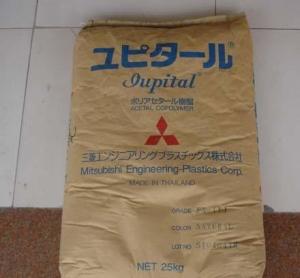 ユピタール®
Iupital
ポリアセタール樹脂
ACETAL COPOLYMER
三菱エンジニアリングプラスチックス株式会社
Mitsubishi Engineering-Plastics Corp.
MADE IN THAILAND
GRADE
COLOR NATURAL
LOT NO
NET 25kg